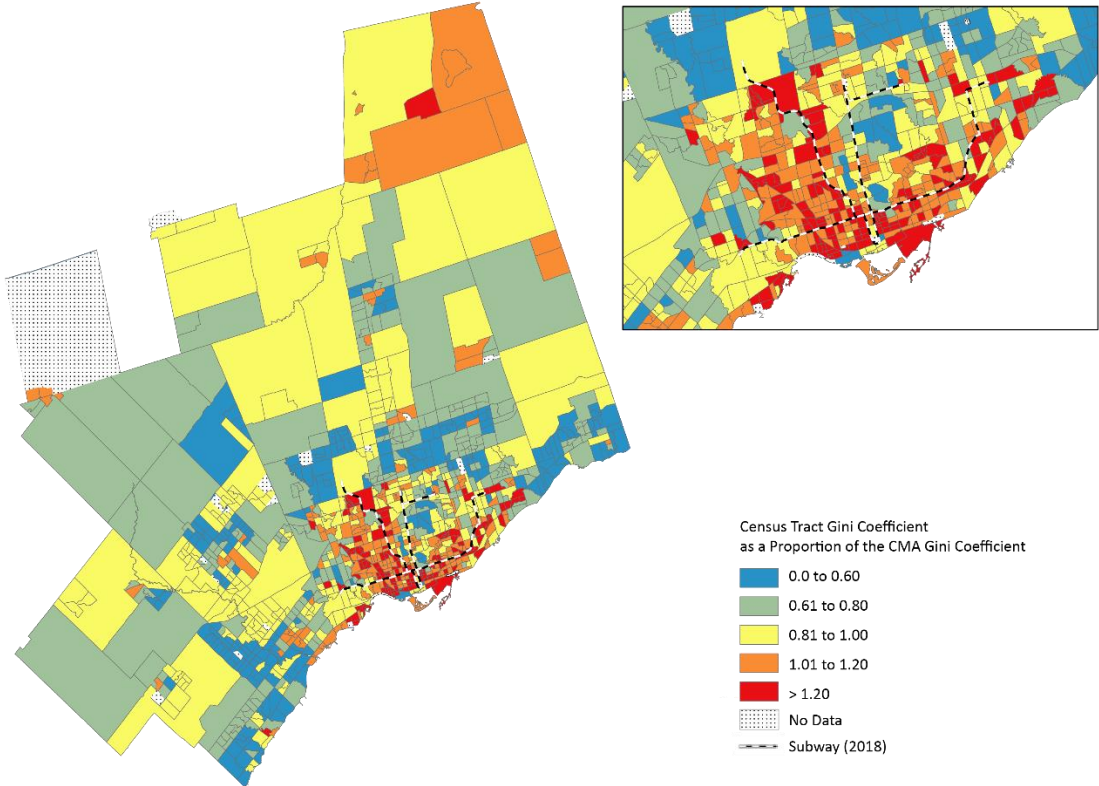 Census Tract Gini Coefficient
as a Proportion of the CMA Gini Coefficient
0.0 to 0.60
0.61 to 0.80
0.81 to 1.00
1.01 to 1.20
> 1.20
No Data
Subway (2018)